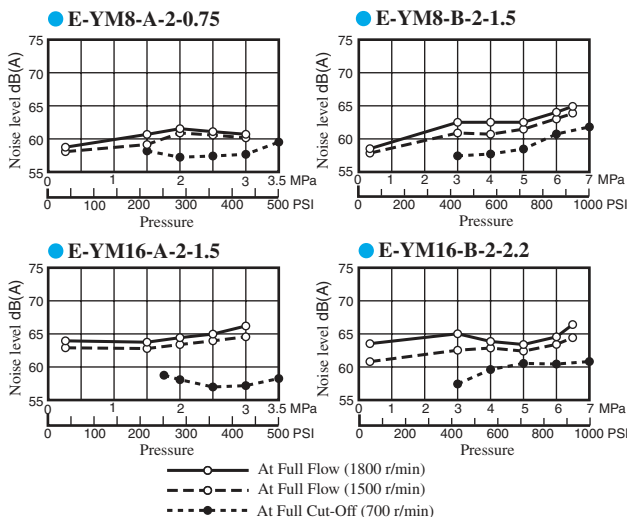 E-YM8-A-2-0.75
Noise level dB(A)
75
70
65
60
55
0 1 2 3 3.5 MPa
0 100 200 300 400 500 PSI
Pressure
E-YM8-B-2-1.5
Noise level dB(A)
75
70
65
60
55
0 1 2 3 4 5 6 7 MPa
0 200 400 600 800 1000 PSI
Pressure
E-YM16-A-2-1.5
Noise level dB(A)
75
65
60
55
0 1 2 3 3.5 MPa
0 100 200 300 400 500 PSI
Pressure
E-YM16-B-2-2.2
Noise level dB(A)
75
70
65
60
55
0 1 2 3 4 5 6 7 MPa
0 200 400 600 800 1000 PSI
Pressure
At Full Flow (1800 r/min)
At Full Flow (1500 r/min)
At Full Cut-Off (700 r/min)